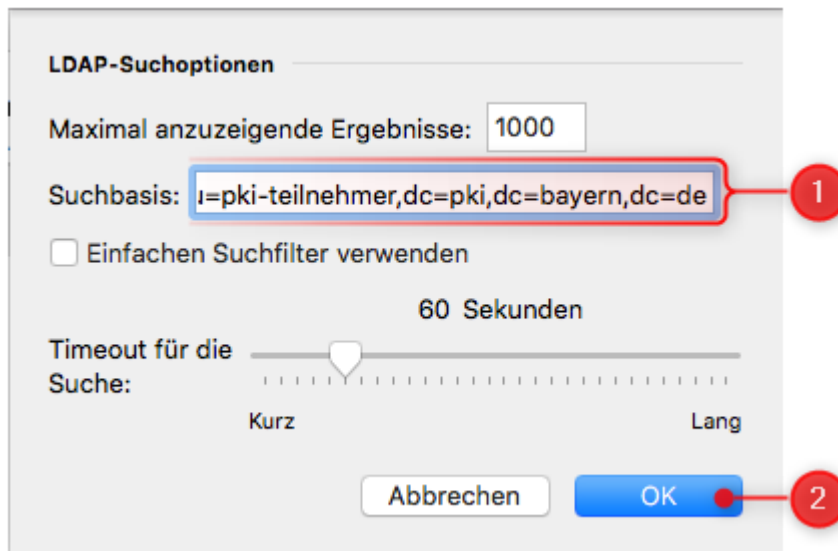 LDAP-Suchoptionen
Maximal anzuzeigende Ergebnisse: 1000
Suchbasis: u=pki-teilnehmer,dc=pki,dc=bayern,dc=de
1
Einfachen Suchfilter verwenden
60 Sekunden
Timeout für die
Suche:
Kurz Lang
Abbrechen OK
2